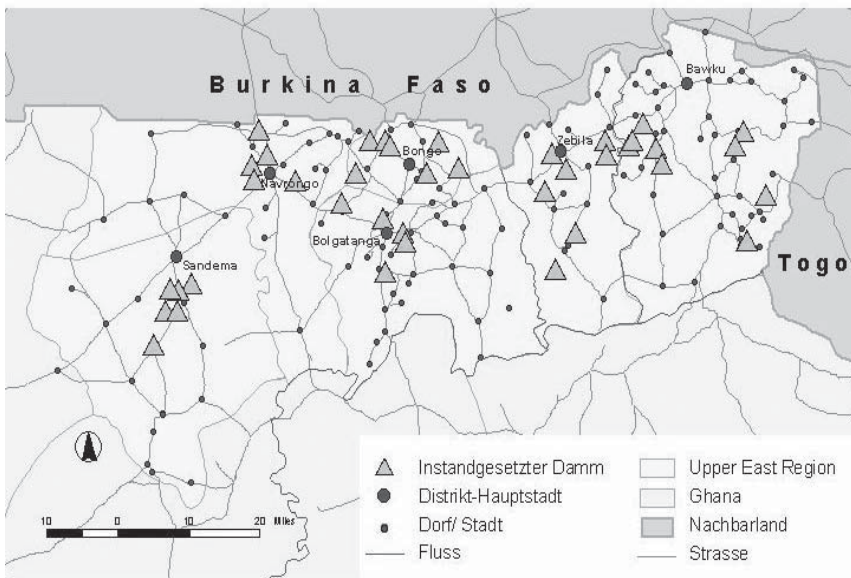 Burkina Faso
Bawku
Zebila
Bongo
Navrongo
Bolgatanga
Sandema
Togo
10 0 10 20 Miles
Instandgesetzter Damm
Distrikt-Hauptstadt
Dorf/ Stadt
Fluss
Upper East Region
Ghana
Nachbarland
Strasse